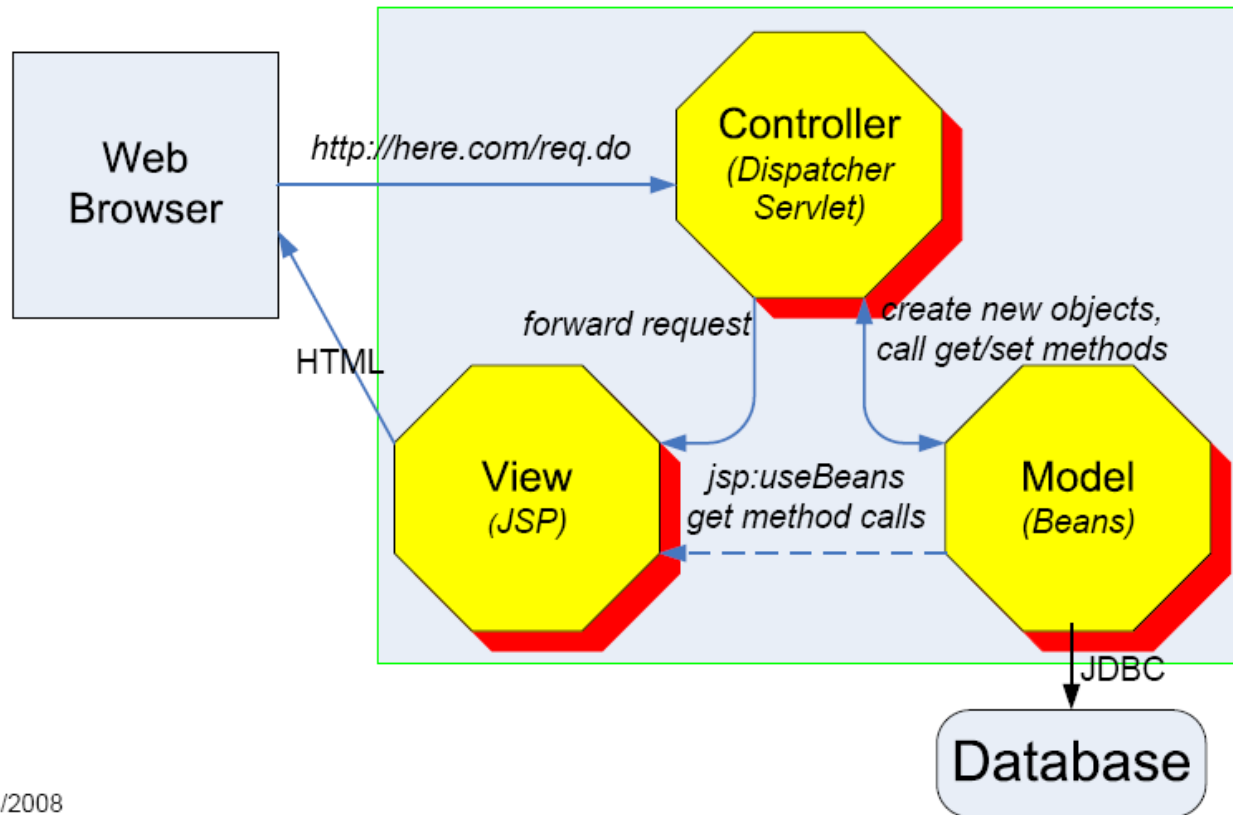 Web
Browser
http://here.com/req.do
Controller
(Dispatcher
Servlet)
forward request
create new objects,
call get/set methods
HTML
View
(JSP)
jsp:useBeans
get method calls
Model
(Beans)
JDBC
Database
/2008